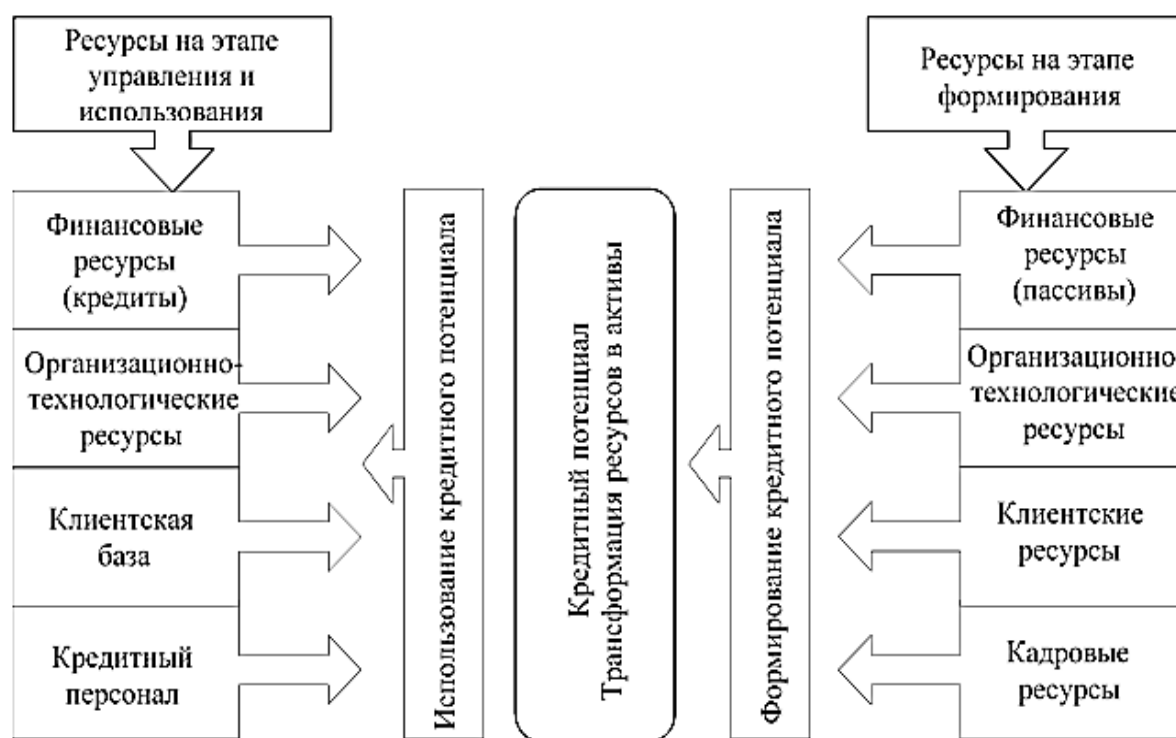 Ресурсы на этапе
управления и
использования
Ресурсы на этапе
формирования
Финансовые
ресурсы
(кредиты)
Организационно-
технологические
ресурсы
Клиентская
база
Кредитный
персонал
Использование кредитного потенциала
Кредитный потенциал
Трансформация ресурсов в активы
Формирование кредитного потенциала
Финансовые
ресурсы
(пассивы)
Организационно-
технологические
ресурсы
Клиентские
ресурсы
Кадровые
ресурсы